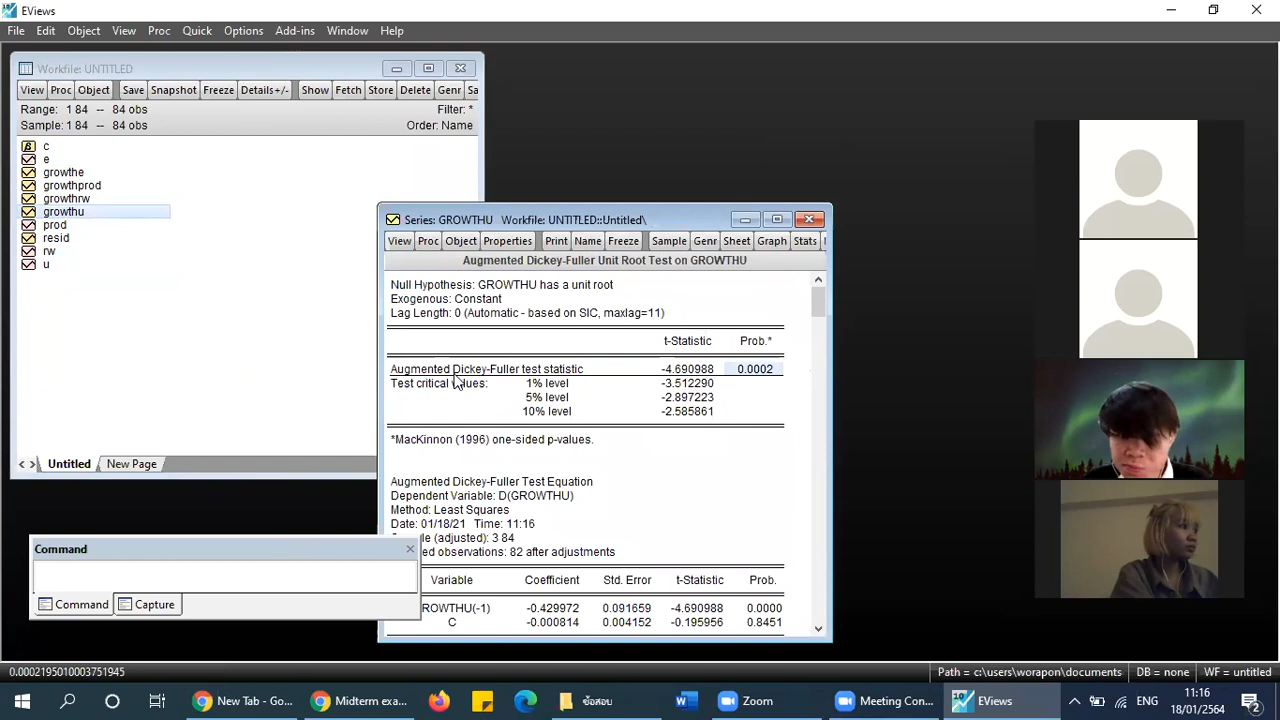 EViews
File Edit Object View Proc Quick Options Add-ins Window Help
Workfile: UNTITLED
View Proc Object Save Snapshot Freeze Details+/- Show Fetch Store Delete Genr Sa
Range: 1 84 -- 84 obs Filter: *
Sample: 1 84 -- 84 obs Order: Name
c
e
growthe
growthprod
growthrw
growthu
prod
resid
rw
u
Untitled New Page
Series: GROWTHU Workfile: UNTITLED::Untitled\
View Proc Object Properties Print Name Freeze Sample Genr Sheet Graph Stats
Augmented Dickey-Fuller Unit Root Test on GROWTHU
Null Hypothesis: GROWTHU has a unit root
Exogenous: Constant
Lag Length: 0 (Automatic - based on SIC, maxlag=11)
t-Statistic Prob.*
Augmented Dickey-Fuller test statistic -4.690988 0.0002
Test critical values: 1% level -3.512290
5% level -2.897223
10% level -2.585861
*MacKinnon (1996) one-sided p-values.
Augmented Dickey-Fuller Test Equation
Dependent Variable: D(GROWTHU)
Method: Least Squares
Date: 01/18/21 Time: 11:16
(adjusted): 3 84
observations: 82 after adjustments
Variable Coefficient Std. Error t-Statistic Prob.
ROWTHU(-1) -0.429972 0.091659 -4.690988 0.0000
C -0.000814 0.004152 -0.195956 0.8451
Command
Command Capture
0.0002195010003751945 Path = c:\users\worapon\documents DB = none WF = untitled
New Tab - Go... Midterm exa... ข้อสอบ Zoom Meeting Con... EViews ENG 11:16
18/01/2564